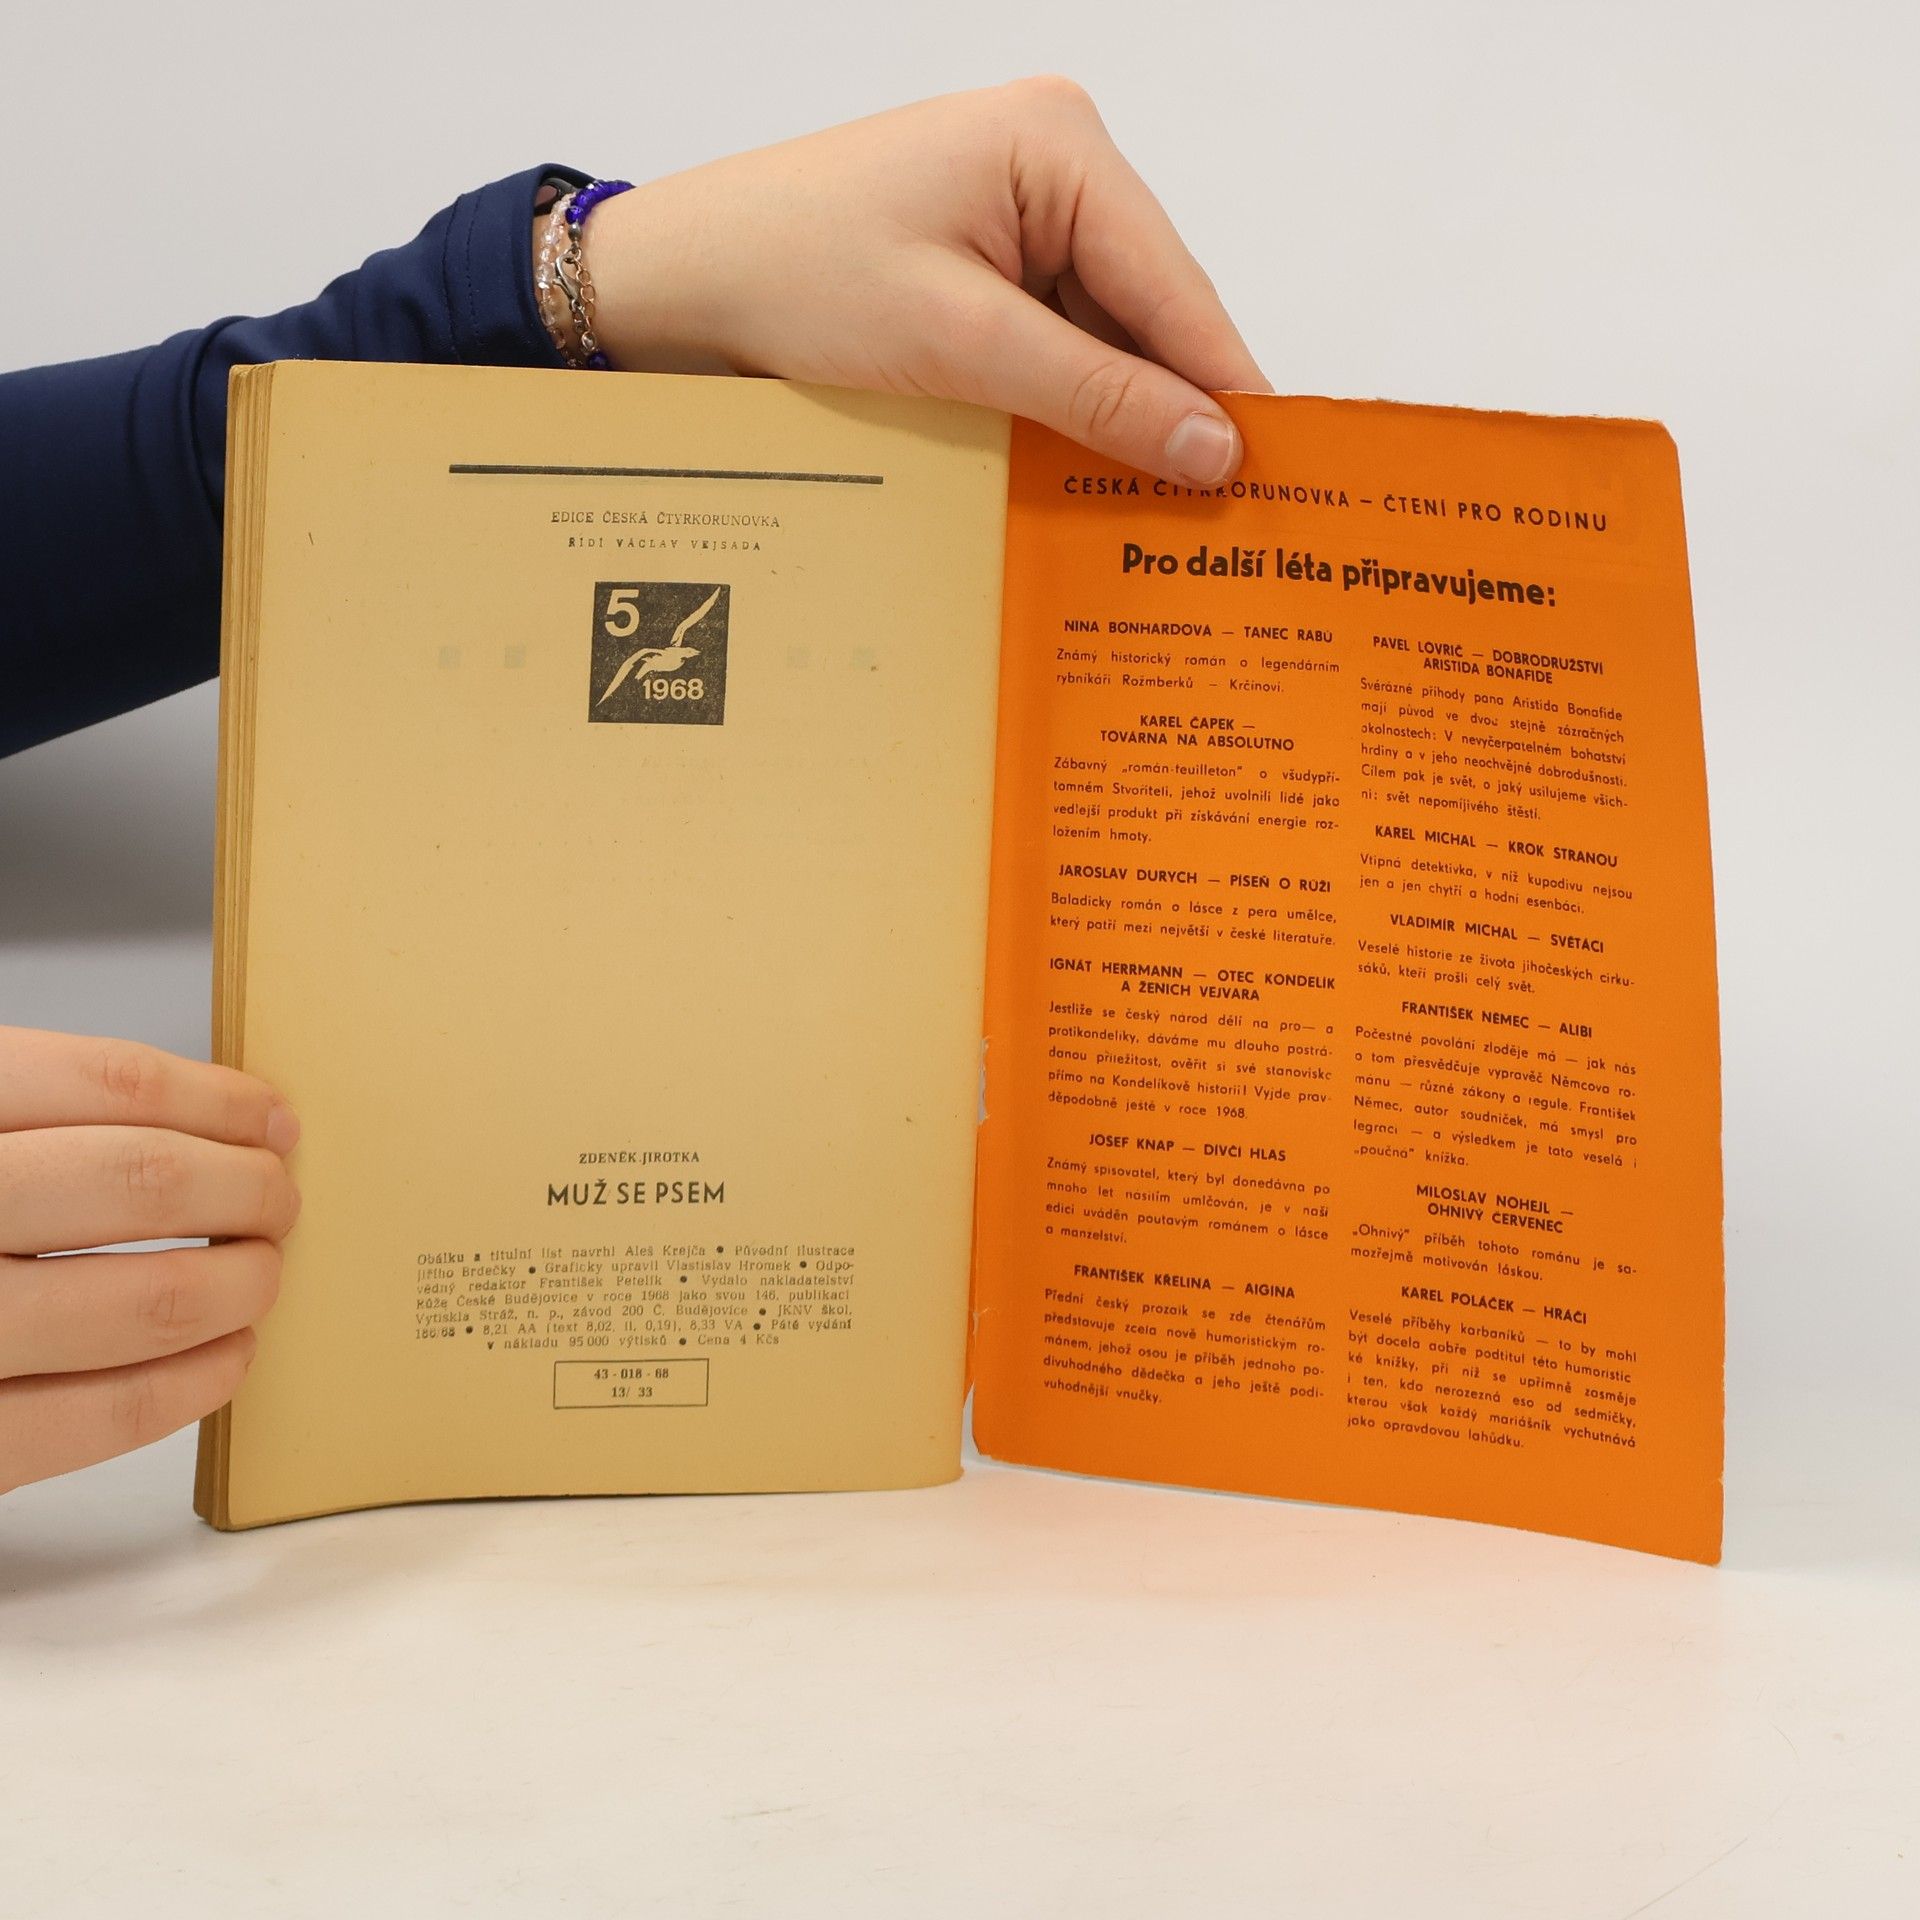 EDICE ČESKÁ ČTYRKORUNOVKA
ŘÍDÍ VÁCLAV VEJSADA
5
1968
ZDENĚK JIROTKA
MUŽ SE PSEM
Obálku a titulní list navrhl Aleš Krejča ● Původní ilustrace
Jiřího Brdečky ● Graficky upravil Vlastislav Hromek ● Odpo-
vědný redaktor František Petelík ● Vydalo nakladatelství
Růže České Budějovice v roce 1968 jako svou 146. publikaci
Vytiskla Stráž, n. p., závod 200 Č. Budějovice ● JKNV škol.
186/68 ● 8,21 AA (text 8,02, il. 0,19), 8,33 VA ● Páté vydání
v nákladu 95 000 výtisků ● Cena 4 Kčs
43 - 018 - 68
13/ 33
ČESKÁ ČTYRKORUNOVKA — ČTENÍ PRO RODINU
Pro další léta připravujeme:
NINA BONHARDOVÁ — TANEC RABŮ
Známý historický román o legendárním
rybníkáři Rožmberků — Krčínovi.
KAREL ČAPEK —
TOVÁRNA NA ABSOLUTNO
Zábavný „román-feuilleton" o všudypří-
tomném Stvořiteli, jehož uvolnili lidé jako
vedlejší produkt při získávání energie roz-
ložením hmoty.
JAROSLAV DURYCH — PÍSEŇ O RŮŽI
Baladicky román o lásce z pera umělce,
který patří mezi největší v české literatuře.
IGNÁT HERRMANN — OTEC KONDELÍK
A ŽENICH VEJVARA
Jestliže se český národ dělí na pro— a
protikondelíky, dáváme mu dlouho postrá-
danou příležitost, ověřit si své stanovisko
přímo na Kondelíkově historii! Vyjde prav-
děpodobně ještě v roce 1968.
JOSEF KNAP — DÍVČÍ HLAS
Známý spisovatel, který byl donedávna po
mnoho let násilím umlčován, je v naší
edici uváděn poutavým románem o lásce
a manželství.
FRANTIŠEK KŘELINA — AIGINA
Přední český prozaik se zde čtenářům
představuje zcela nově humoristickým ro-
mánem, jehož osou je příběh jednoho po-
divuhodného dědečka a jeho ještě podi-
vuhodnější vnučky.
PAVEL LOVRIČ — DOBRODRUŽSTVÍ
ARISTIDA BONAFIDE
Svérázné příhody pana Aristida Bonafide
mají původ ve dvou stejně zázračných
okolnostech: V nevyčerpatelném bohatství
hrdiny a v jeho neochvějné dobrodušnosti.
Cílem pak je svět, o jaký usilujeme všich-
ni: svět nepomíjivého štěstí.
KAREL MICHAL — KROK STRANOU
Vtipná detektivka, v níž kupodivu nejsou
jen a jen chytří a hodní esenbáci.
VLADIMÍR MICHAL — SVĚTÁCI
Veselé historie ze života jihočeských cirku-
sáků, kteří prošli celý svět.
FRANTIŠEK NĚMEC — ALIBI
Počestné povolání zloděje má — jak nás
o tom přesvědčuje vypravěč Němcova ro-
mánu — různé zákony a regule. František
Němec, autor soudniček, má smysl pro
legraci — a výsledkem je tato veselá i
„poučná" knížka.
MILOSLAV NOHEJL —
OHNIVÝ ČERVENEC
„Ohnivý" příběh tohoto románu je sa-
mozřejmě motivován láskou.
KAREL POLÁČEK — HRÁČI
Veselé příběhy karbaníků — to by mohl
být docela dobře podtitul této humoristic
ké knížky, při níž se upřímně zasměje
i ten, kdo nerozezná eso od sedmičky,
kterou však každý mariášník vychutnává
jako opravdovou lahůdku.